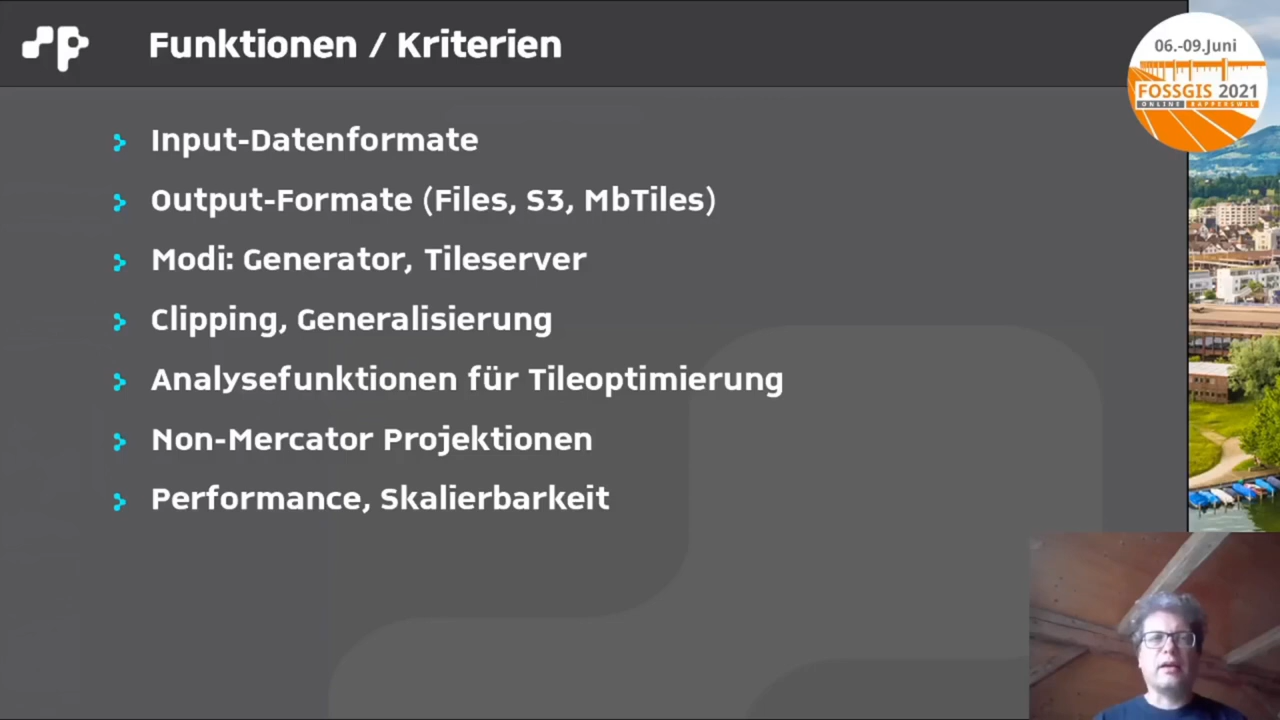 Funktionen / Kriterien
06.-09.Juni
FOSSGIS 2021
ONLINE RAPPERSWIL
Input-Datenformate
Output-Formate (Files, S3, MbTiles)
Modi: Generator, Tileserver
Clipping, Generalisierung
Analysefunktionen für Tileoptimierung
Non-Mercator Projektionen
Performance, Skalierbarkeit